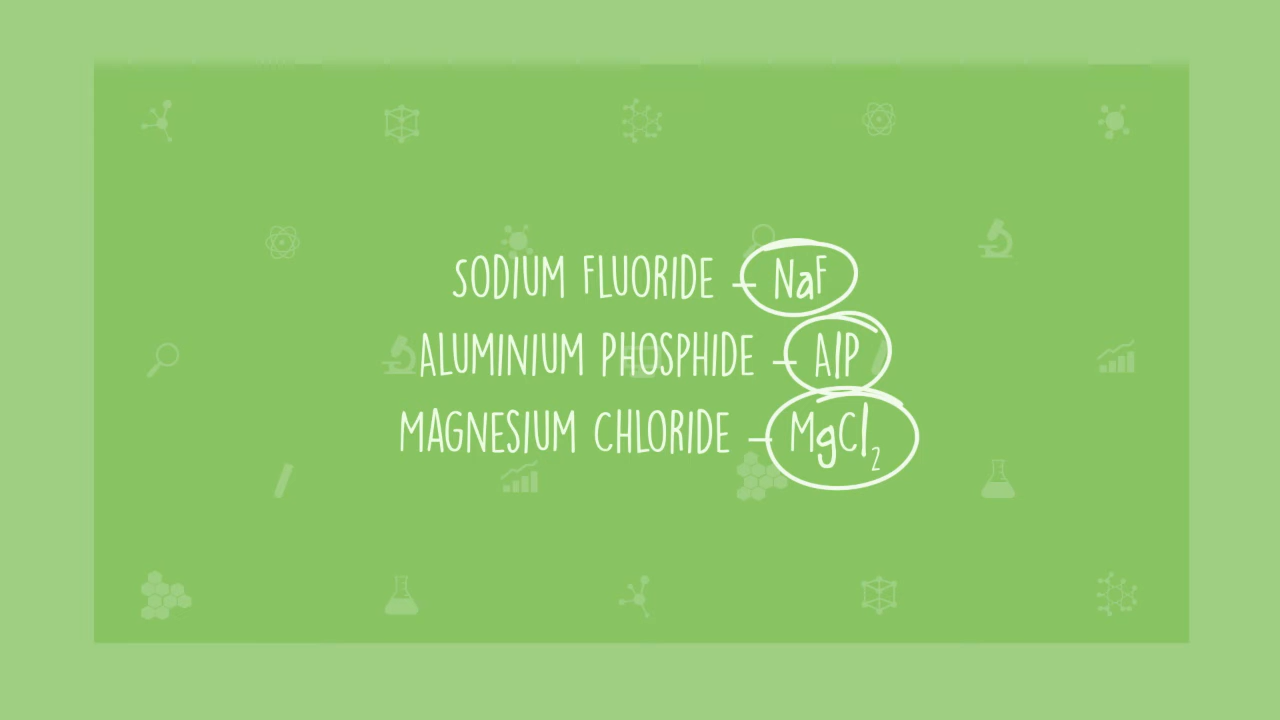 SODIUM FLUORIDE – NaF
ALUMINIUM PHOSPHIDE – AlP
MAGNESIUM CHLORIDE – MgCl₂